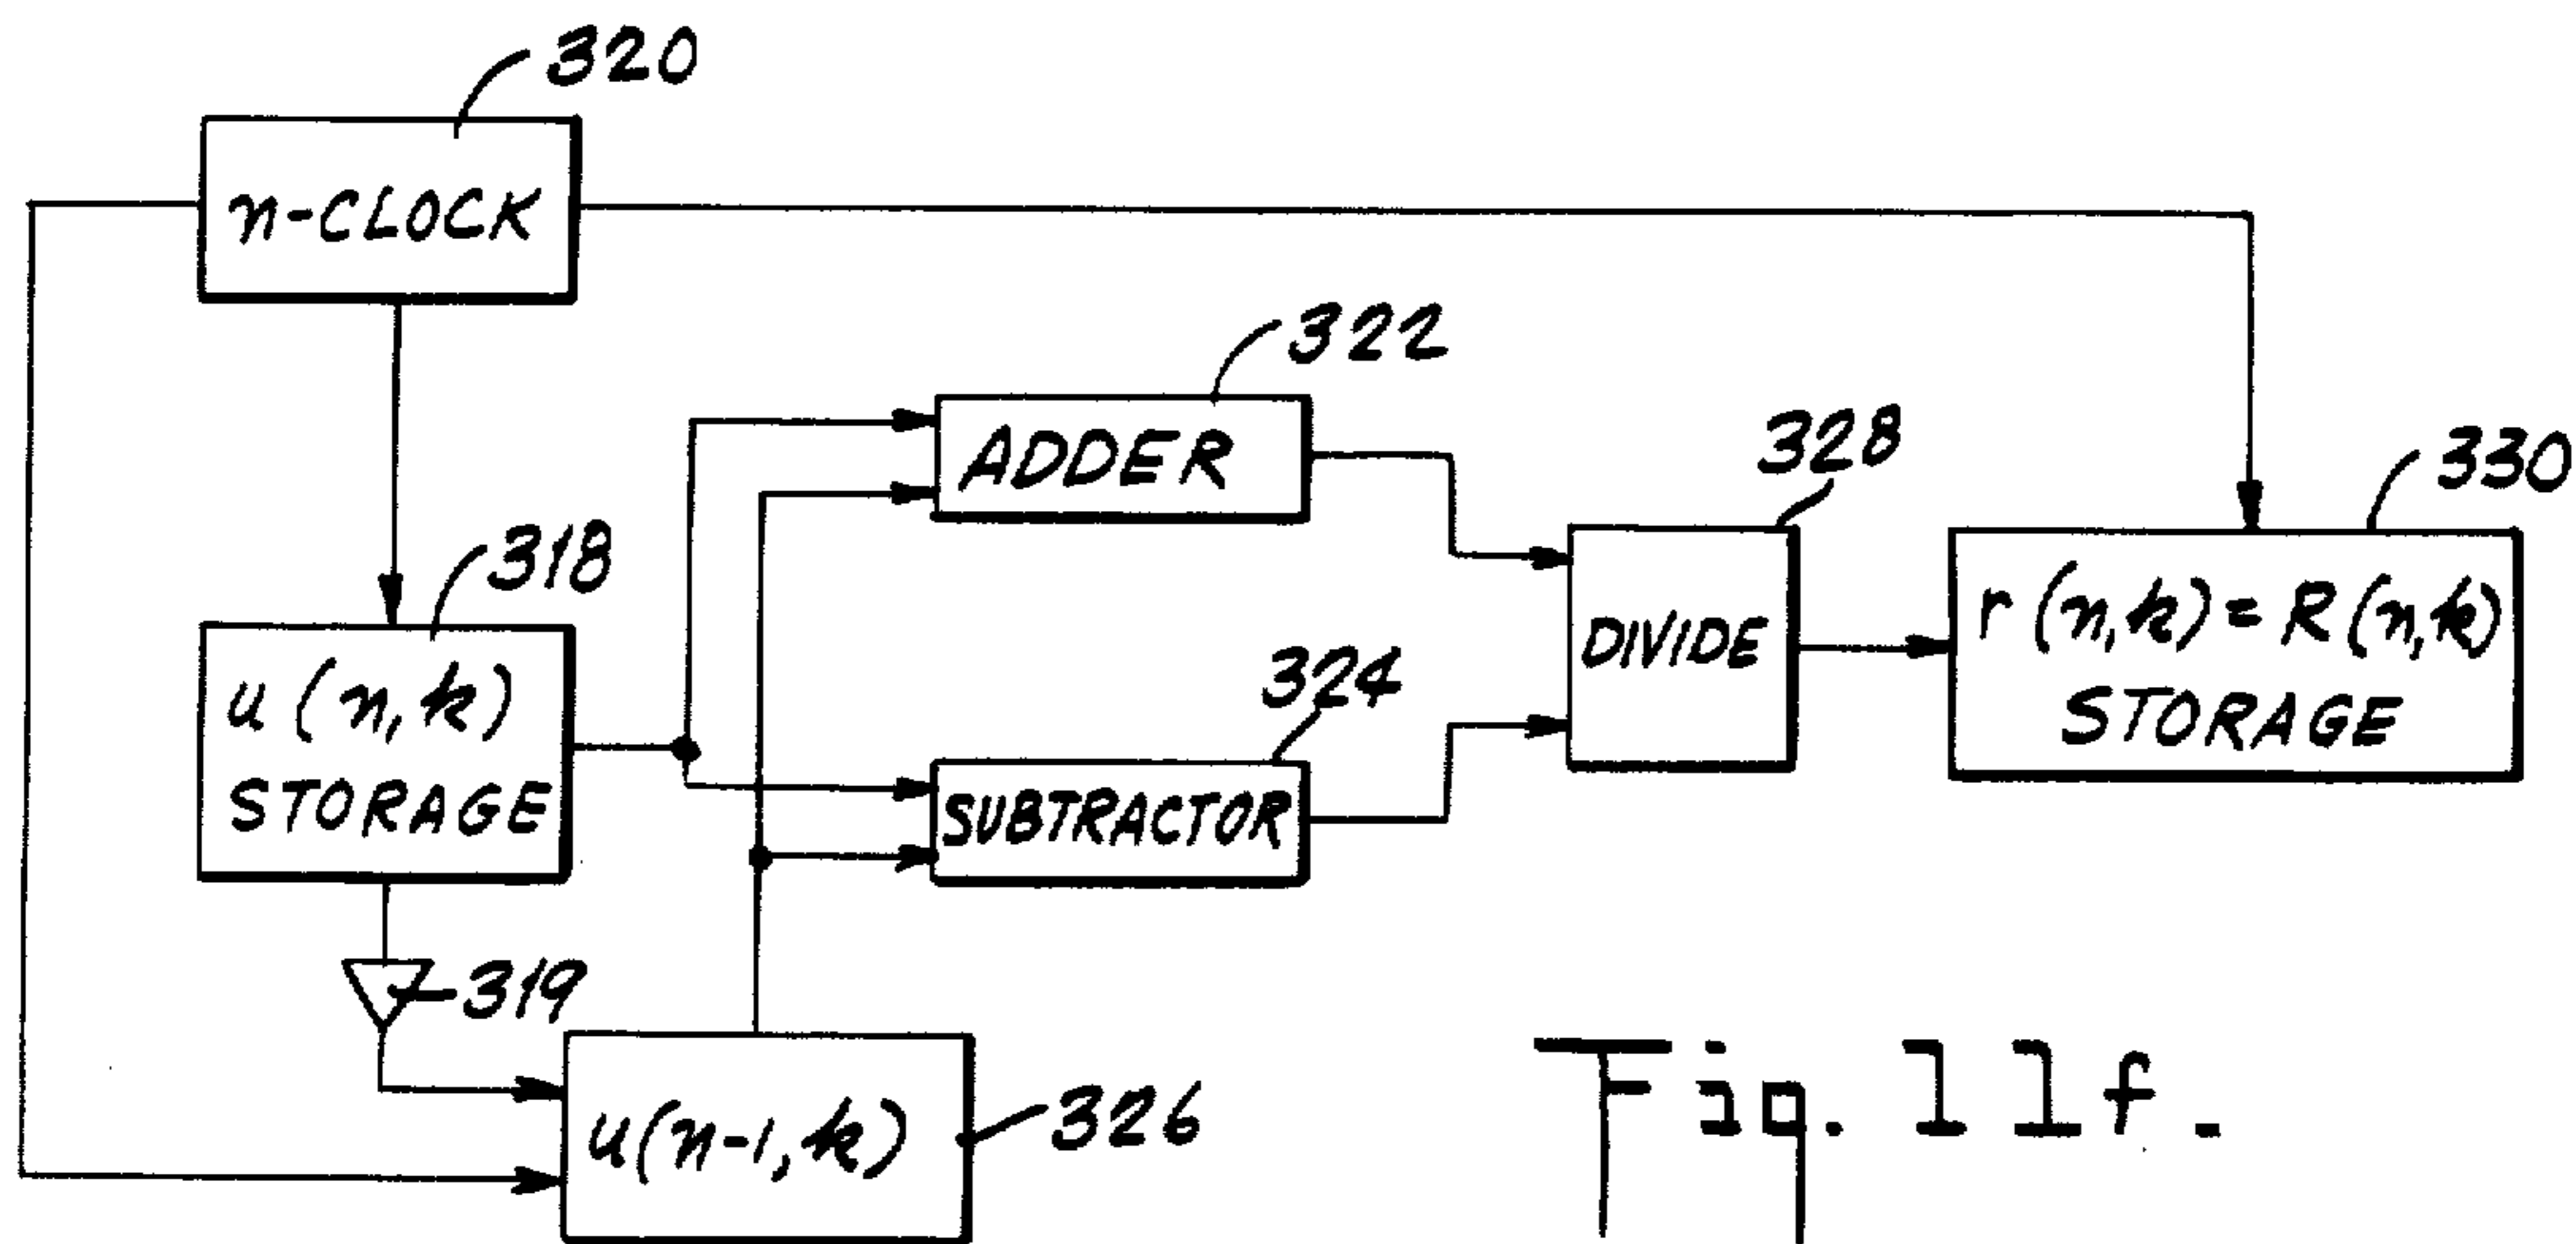 320
n-CLOCK
322
ADDER
328
330
318
u(n,k)
STORAGE
DIVIDE
r(n,k)=R(n,k)
STORAGE
324
SUBTRACTOR
319
u(n-1,k)
326
Fig. 11f.